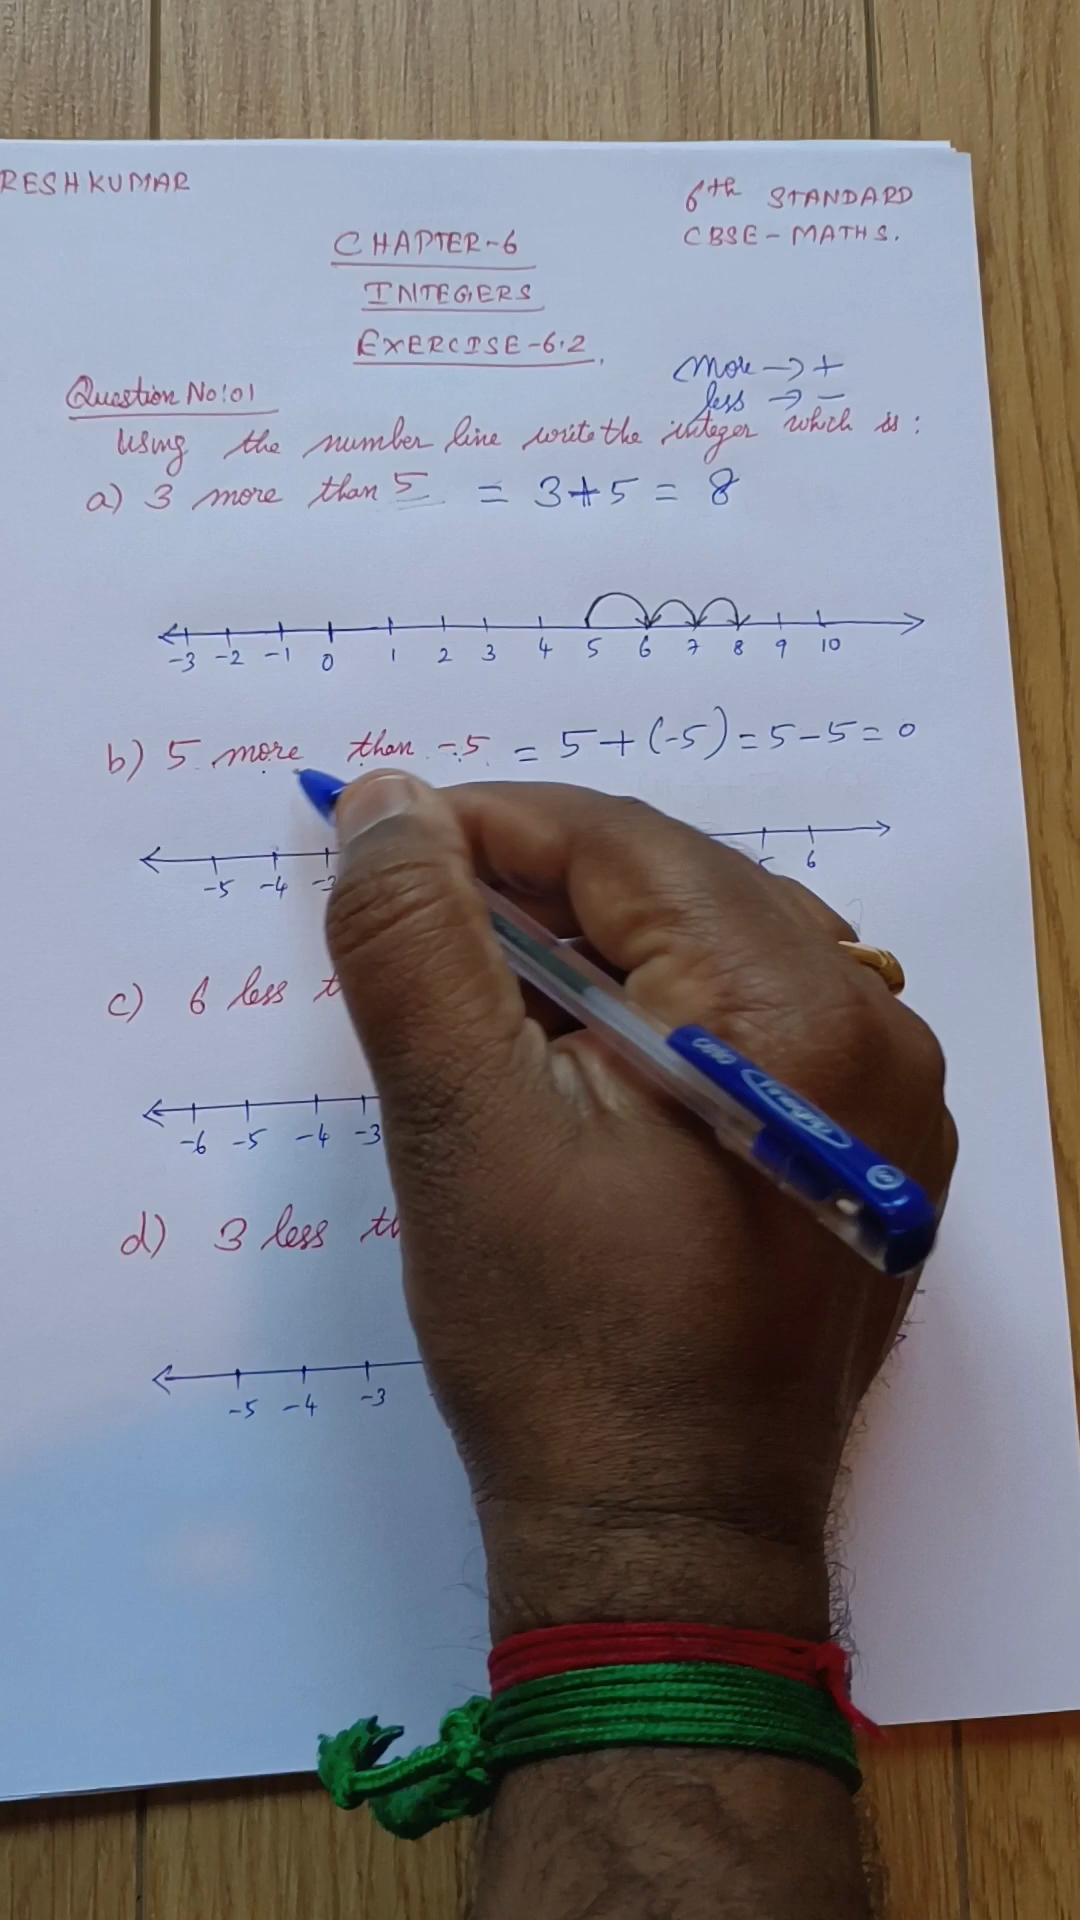 RESHKUMAR
6th STANDARD
CBSE-MATHS.
CHAPTER-6
INTEGERS
EXERCISE-6.2.
More → +
less → -
Question No:01
Using the number line write the integer which is:
a) 3 more than 5 = 3+5 = 8
-3 -2 -1 0 1 2 3 4 5 6 7 8 9 10
b) 5 more than -5 = 5+(-5)=5-5=0
-5 -4 -3 6
c) 6 less
-6 -5 -4 -3
d) 3 less
-5 -4 -3